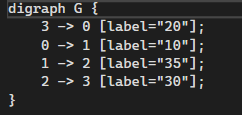 digraph G {
    3 -> 0 [label="20"];
    0 -> 1 [label="10"];
    1 -> 2 [label="35"];
    2 -> 3 [label="30"];
}